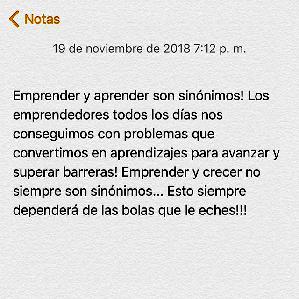 Notas
19 de noviembre de 2018 7:12 p. m.
Emprender y aprender son sinónimos! Los
emprendedores todos los días nos
conseguimos con problemas que
convertimos en aprendizajes para avanzar y
superar barreras! Emprender y crecer no
siempre son sinónimos... Esto siempre
dependerá de las bolas que le eches!!!